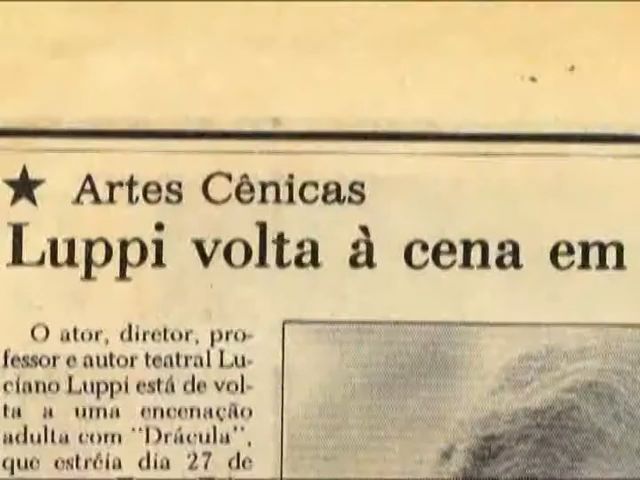 ★ Artes Cênicas
Luppi volta à cena em
O ator, diretor, pro-
fessor e autor teatral Lu-
ciano Luppi está de vol-
ta a uma encenação
adulta com "Drácula",
que estréia dia 27 de